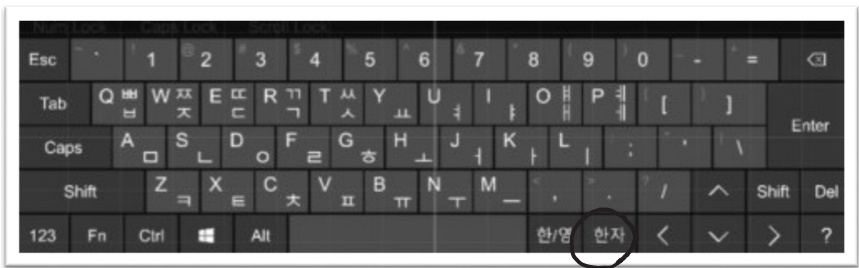 Num Lock Caps Lock Scroll Lock
Esc ~ ` ! 1 @ 2 # 3 $ 4 % 5 ^ 6 & 7 * 8 ( 9 ) 0 _ - + =
Tab Q ㅃ ㅂ W ㅉ ㅈ E ㄸ ㄷ R ㄲ ㄱ T ㅆ ㅅ Y ㅛ U ㅕ I ㅑ O ㅒ ㅐ P ㅖ ㅔ { [ } ] Enter
Caps A ㅁ S ㄴ D ㅇ F ㄹ G ㅎ H ㅗ J ㅓ K ㅏ L ㅣ : ; " ' | \
Shift Z ㅋ X ㅌ C ㅊ V ㅍ B ㅠ N ㅜ M ㅡ < , > . ? / Shift Del
123 Fn Ctrl Alt 한/영 한자 ?